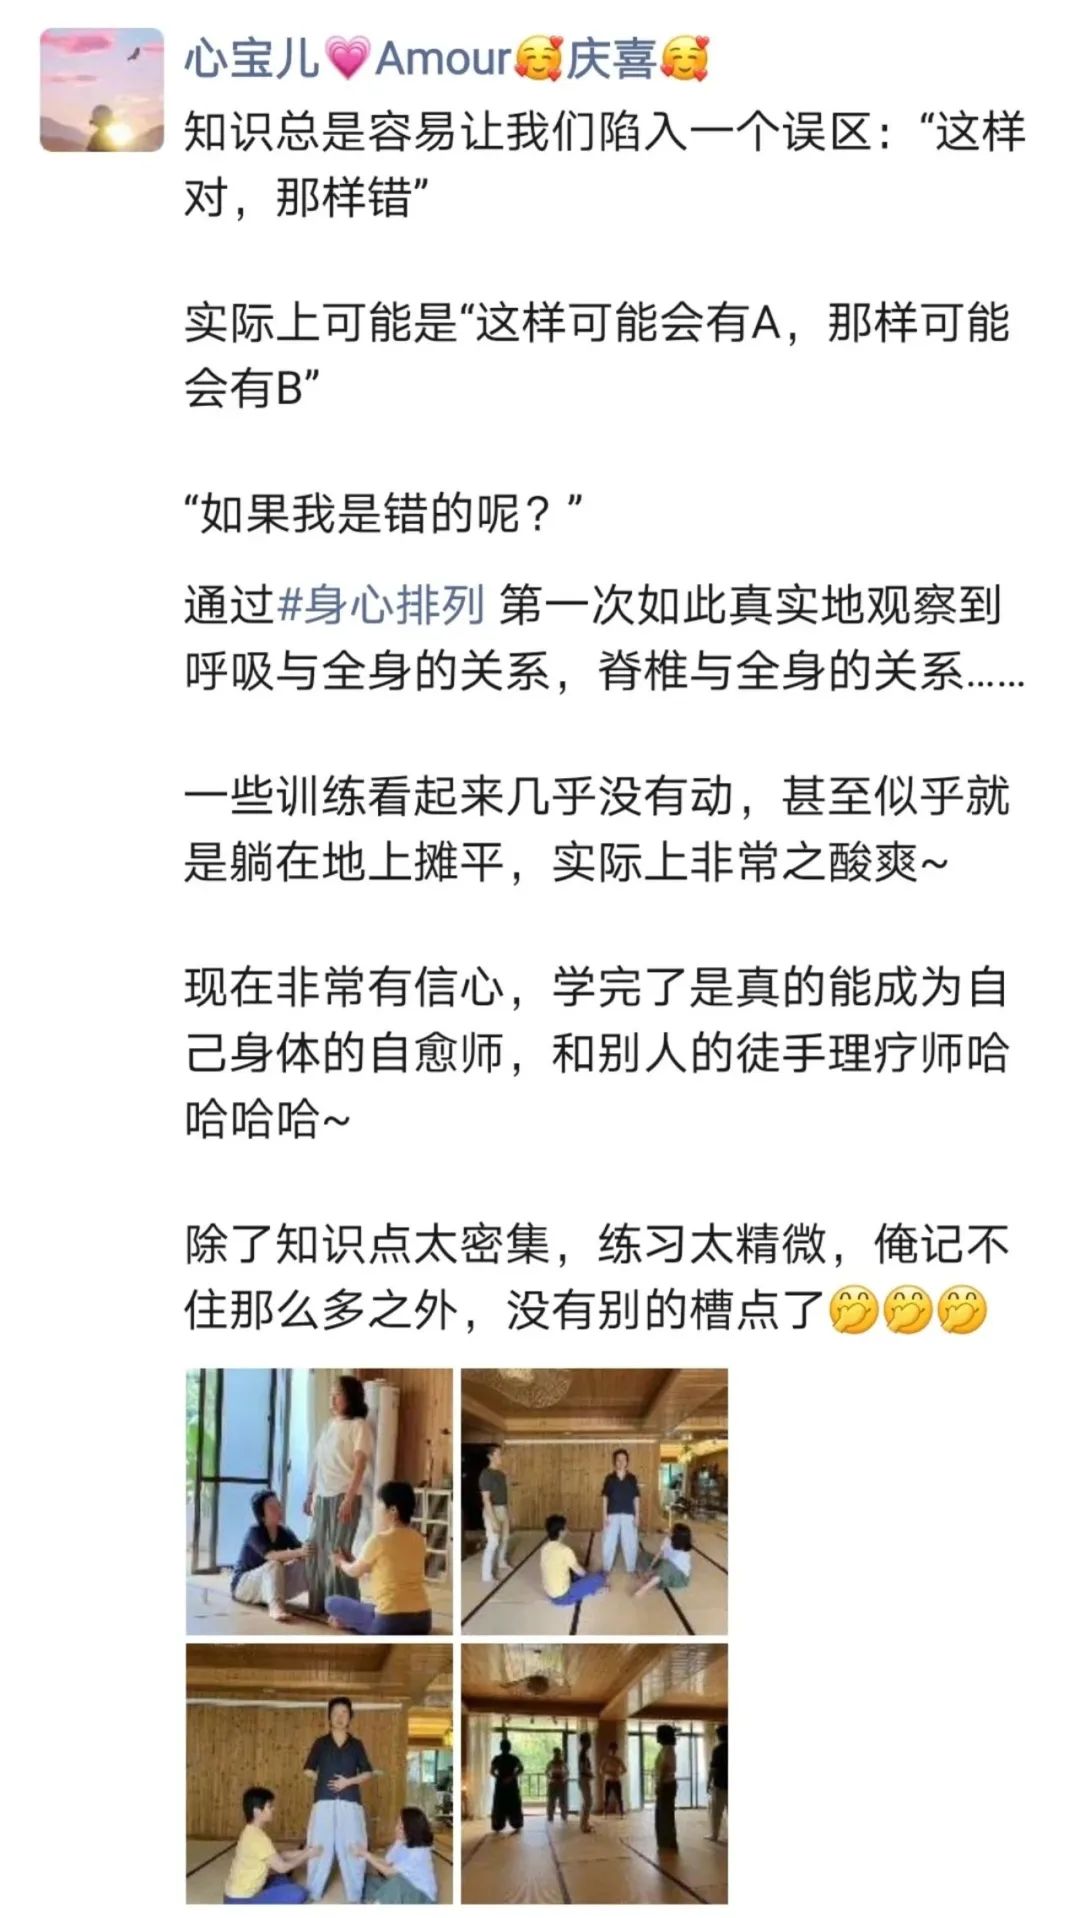 心宝儿💗Amour🥰庆喜🥰
知识总是容易让我们陷入一个误区：“这样
对，那样错”
实际上可能是“这样可能会有A，那样可能
会有B”
“如果我是错的呢？”
通过#身心排列 第一次如此真实地观察到
呼吸与全身的关系，脊椎与全身的关系……
一些训练看起来几乎没有动，甚至似乎就
是躺在地上摊平，实际上非常之酸爽~
现在非常有信心，学完了是真的能成为自
己身体的自愈师，和别人的徒手理疗师哈
哈哈哈~
除了知识点太密集，练习太精微，俺记不
住那么多之外，没有别的槽点了🤭🤭🤭